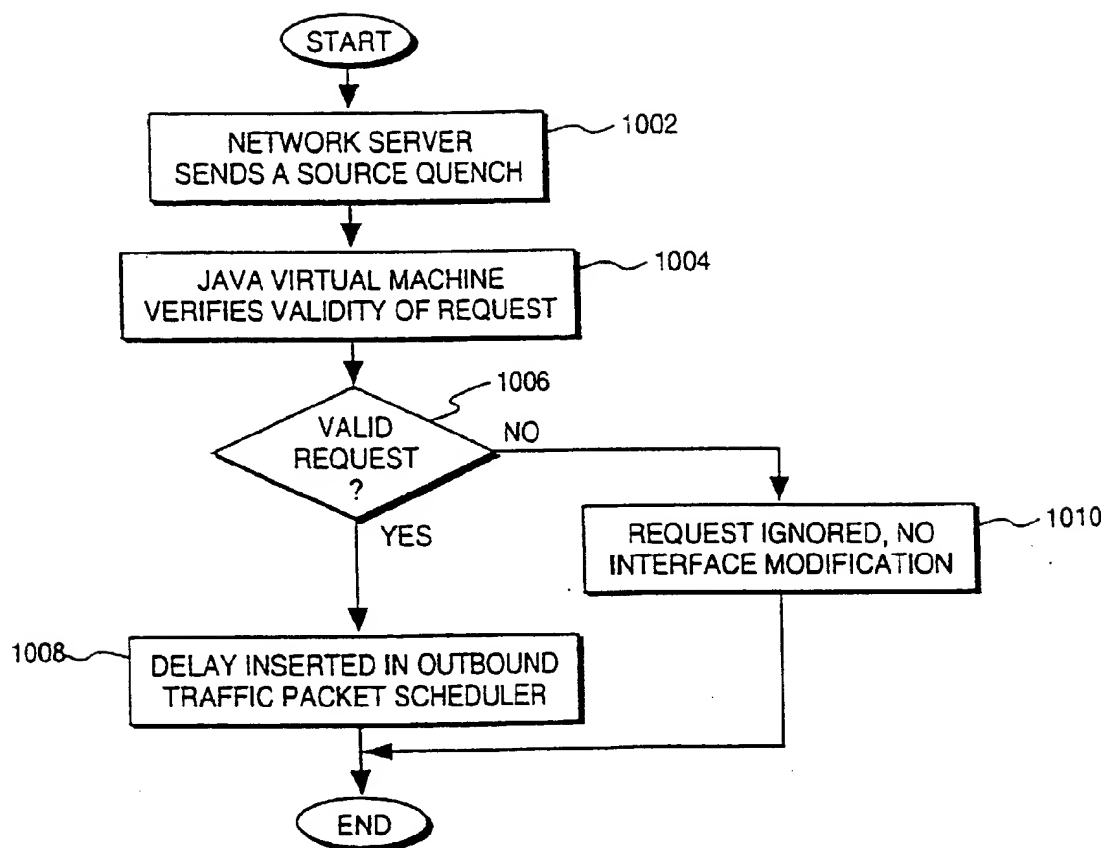 START
NETWORK SERVER
SENDS A SOURCE QUENCH
1002
JAVA VIRTUAL MACHINE
VERIFIES VALIDITY OF REQUEST
1004
1006
VALID
REQUEST
?
NO
YES
REQUEST IGNORED, NO
INTERFACE MODIFICATION
1010
1008
DELAY INSERTED IN OUTBOUND
TRAFFIC PACKET SCHEDULER
END